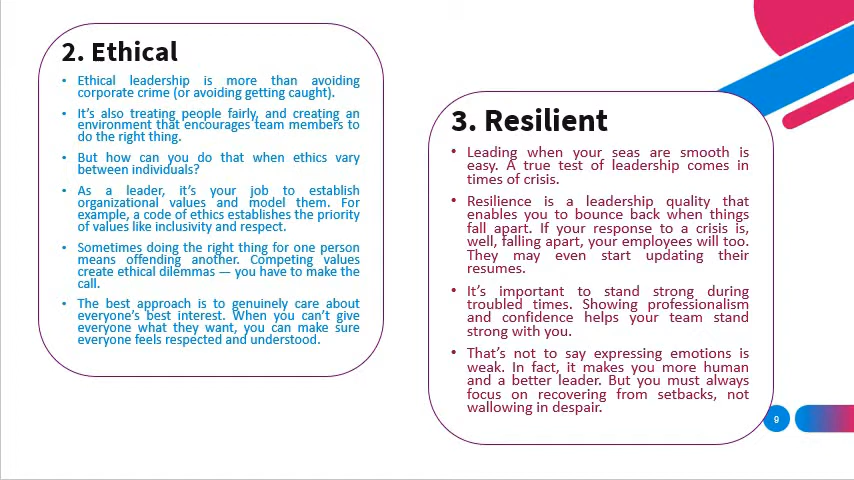 2. Ethical
• Ethical leadership is more than avoiding
corporate crime (or avoiding getting caught).
• It's also treating people fairly, and creating an
environment that encourages team members to
do the right thing.
• But how can you do that when ethics vary
between individuals?
• As a leader, it's your job to establish
organizational values and model them. For
example, a code of ethics establishes the priority
of values like inclusivity and respect.
• Sometimes doing the right thing for one person
means offending another. Competing values
create ethical dilemmas — you have to make the
call.
• The best approach is to genuinely care about
everyone's best interest. When you can't give
everyone what they want, you can make sure
everyone feels respected and understood.
3. Resilient
• Leading when your seas are smooth is
easy. A true test of leadership comes in
times of crisis.
• Resilience is a leadership quality that
enables you to bounce back when things
fall apart. If your response to a crisis is,
well, falling apart, your employees will too.
They may even start updating their
resumes.
• It's important to stand strong during
troubled times. Showing professionalism
and confidence helps your team stand
strong with you.
• That's not to say expressing emotions is
weak. In fact, it makes you more human
and a better leader. But you must always
focus on recovering from setbacks, not
wallowing in despair.
9